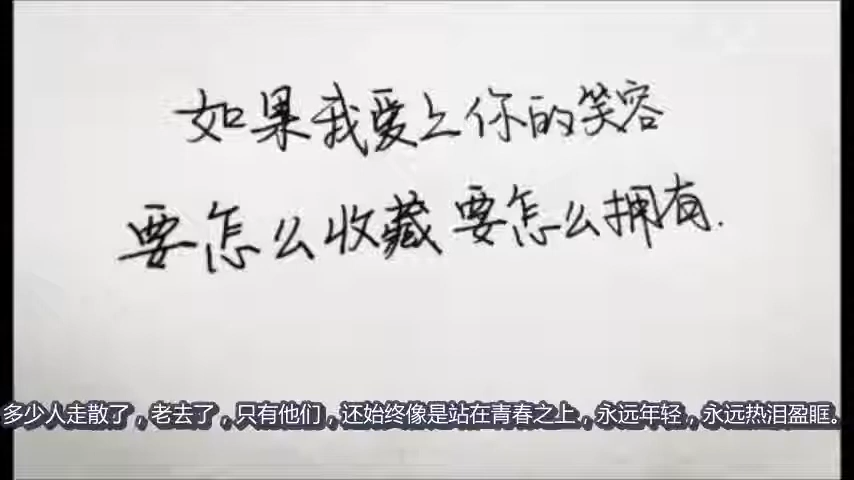 如果我爱上你的笑容
要怎么收藏 要怎么拥有.
多少人走散了，老去了，只有他们，还始终像是站在青春之上，永远年轻，永远热泪盈眶。